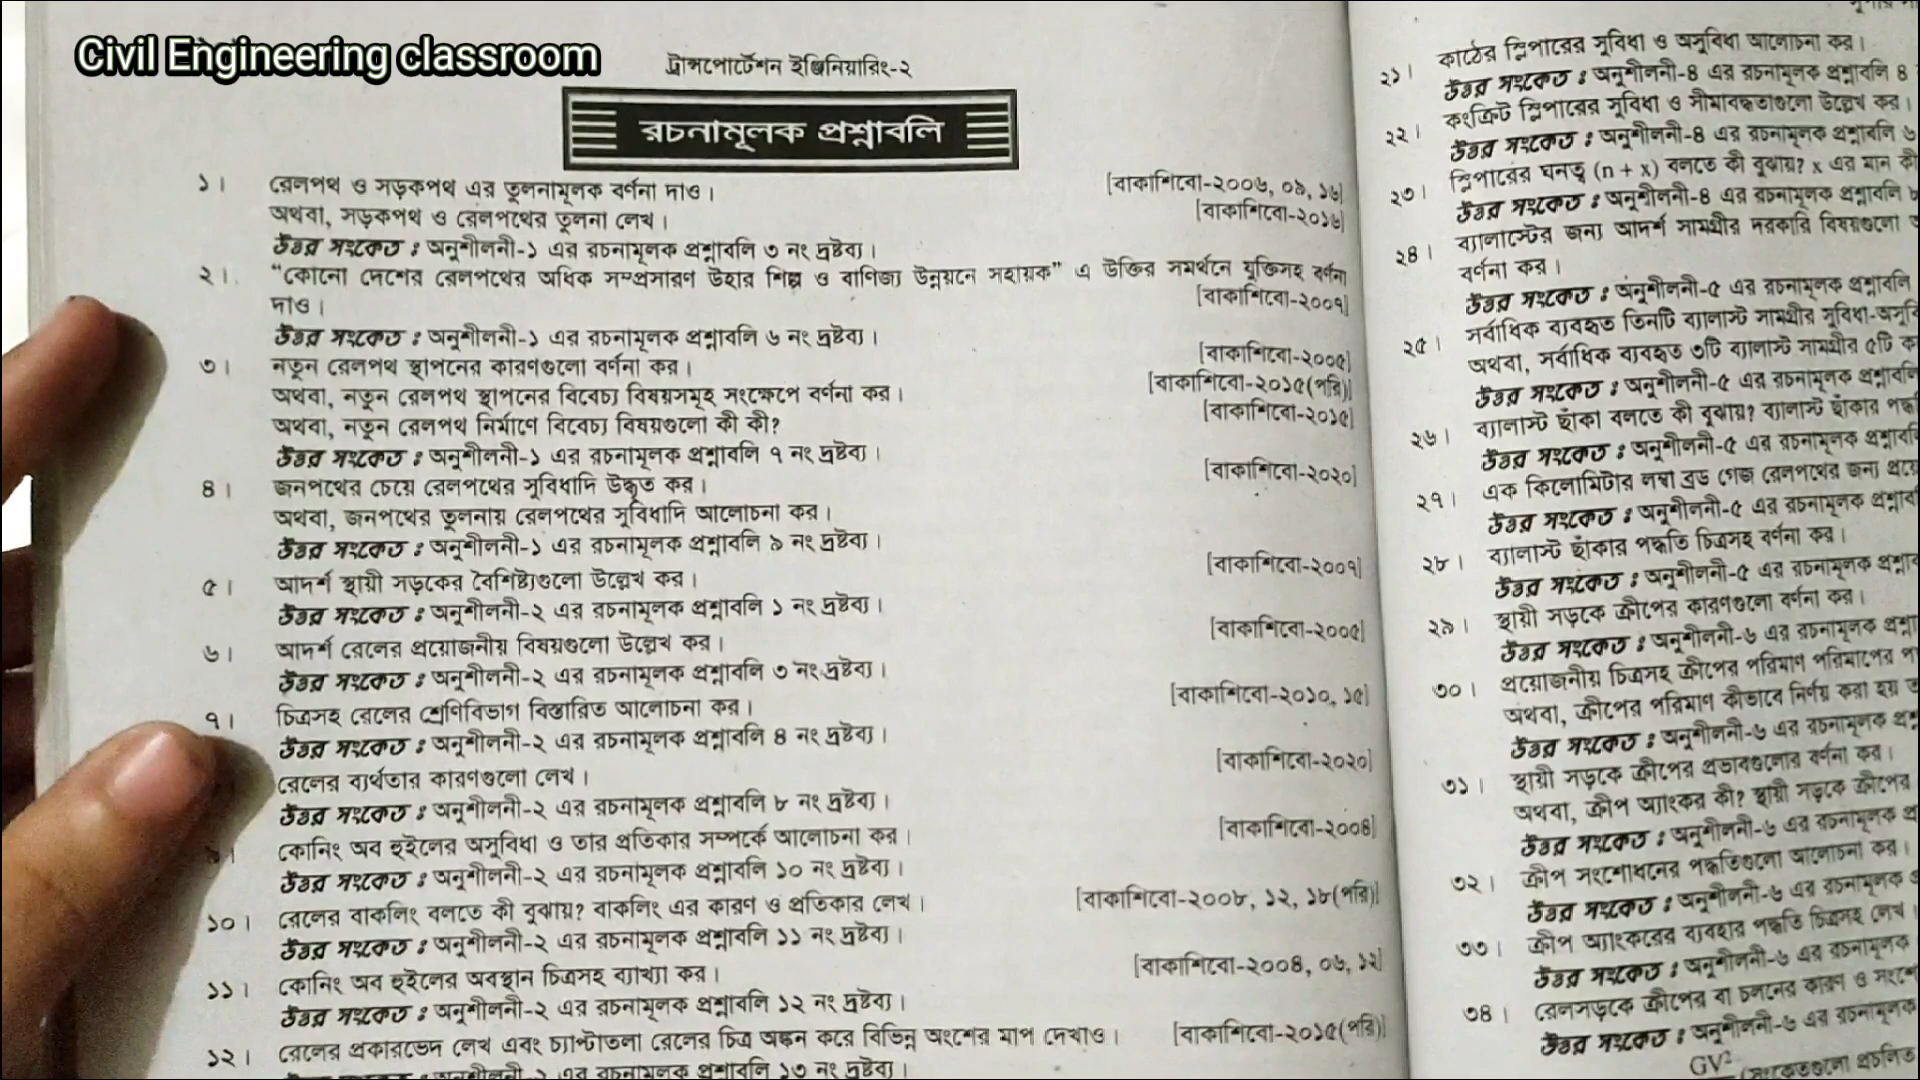 Civil Engineering classroom
ট্রান্সপোর্টেশন ইঞ্জিনিয়ারিং-২
রচনামূলক প্রশ্নাবলি
১। রেলপথ ও সড়কপথ এর তুলনামূলক বর্ণনা দাও। [বাকাশিবো-২০০৬, ০৯, ১৬]
অথবা, সড়কপথ ও রেলপথের তুলনা লেখ। [বাকাশিবো-২০১৬]
উত্তর সংকেত : অনুশীলনী-১ এর রচনামূলক প্রশ্নাবলি ৩ নং দ্রষ্টব্য।
২। “কোনো দেশের রেলপথের অধিক সম্প্রসারণ উহার শিল্প ও বাণিজ্য উন্নয়নে সহায়ক” এ উক্তির সমর্থনে যুক্তিসহ বর্ণনা
দাও। [বাকাশিবো-২০০৭]
উত্তর সংকেত : অনুশীলনী-১ এর রচনামূলক প্রশ্নাবলি ৬ নং দ্রষ্টব্য।
৩। নতুন রেলপথ স্থাপনের কারণগুলো বর্ণনা কর। [বাকাশিবো-২০০৫]
অথবা, নতুন রেলপথ স্থাপনের বিবেচ্য বিষয়সমূহ সংক্ষেপে বর্ণনা কর। [বাকাশিবো-২০১৫(পরি)]
অথবা, নতুন রেলপথ নির্মাণে বিবেচ্য বিষয়গুলো কী কী? [বাকাশিবো-২০১৫]
উত্তর সংকেত : অনুশীলনী-১ এর রচনামূলক প্রশ্নাবলি ৭ নং দ্রষ্টব্য।
৪। জনপথের চেয়ে রেলপথের সুবিধাদি উদ্ধৃত কর। [বাকাশিবো-২০২০]
অথবা, জনপথের তুলনায় রেলপথের সুবিধাদি আলোচনা কর।
উত্তর সংকেত : অনুশীলনী-১ এর রচনামূলক প্রশ্নাবলি ৯ নং দ্রষ্টব্য।
৫। আদর্শ স্থায়ী সড়কের বৈশিষ্ট্যগুলো উল্লেখ কর। [বাকাশিবো-২০০৭]
উত্তর সংকেত : অনুশীলনী-২ এর রচনামূলক প্রশ্নাবলি ১ নং দ্রষ্টব্য।
৬। আদর্শ রেলের প্রয়োজনীয় বিষয়গুলো উল্লেখ কর। [বাকাশিবো-২০০৫]
উত্তর সংকেত : অনুশীলনী-২ এর রচনামূলক প্রশ্নাবলি ৩ নং দ্রষ্টব্য।
৭। চিত্রসহ রেলের শ্রেণিবিভাগ বিস্তারিত আলোচনা কর। [বাকাশিবো-২০১০, ১৫]
উত্তর সংকেত : অনুশীলনী-২ এর রচনামূলক প্রশ্নাবলি ৪ নং দ্রষ্টব্য।
রেলের ব্যর্থতার কারণগুলো লেখ। [বাকাশিবো-২০২০]
উত্তর সংকেত : অনুশীলনী-২ এর রচনামূলক প্রশ্নাবলি ৮ নং দ্রষ্টব্য।
৯। কোনিং অব হুইলের অসুবিধা ও তার প্রতিকার সম্পর্কে আলোচনা কর। [বাকাশিবো-২০০৪]
উত্তর সংকেত : অনুশীলনী-২ এর রচনামূলক প্রশ্নাবলি ১০ নং দ্রষ্টব্য।
১০। রেলের বাকলিং বলতে কী বুঝায়? বাকলিং এর কারণ ও প্রতিকার লেখ। [বাকাশিবো-২০০৮, ১২, ১৮(পরি)]
উত্তর সংকেত : অনুশীলনী-২ এর রচনামূলক প্রশ্নাবলি ১১ নং দ্রষ্টব্য।
১১। কোনিং অব হুইলের অবস্থান চিত্রসহ ব্যাখ্যা কর। [বাকাশিবো-২০০৪, ০৬, ১২]
উত্তর সংকেত : অনুশীলনী-২ এর রচনামূলক প্রশ্নাবলি ১২ নং দ্রষ্টব্য।
১২। রেলের প্রকারভেদ লেখ এবং চ্যাপ্টাতলা রেলের চিত্র অঙ্কন করে বিভিন্ন অংশের মাপ দেখাও। [বাকাশিবো-২০১৫(পরি)]
উত্তর সংকেত : অনুশীলনী-২ এর রচনামূলক প্রশ্নাবলি ১৩ নং দ্রষ্টব্য।
২১। কাঠের স্লিপারের সুবিধা ও অসুবিধা আলোচনা কর।
উত্তর সংকেত : অনুশীলনী-৪ এর রচনামূলক প্রশ্নাবলি ৪
২২। কংক্রিট স্লিপারের সুবিধা ও সীমাবদ্ধতাগুলো উল্লেখ কর।
উত্তর সংকেত : অনুশীলনী-৪ এর রচনামূলক প্রশ্নাবলি ৬
২৩। স্লিপারের ঘনত্ব (n + x) বলতে কী বুঝায়? x এর মান কী
উত্তর সংকেত : অনুশীলনী-৪ এর রচনামূলক প্রশ্নাবলি ৮
২৪। ব্যালাস্টের জন্য আদর্শ সামগ্রীর দরকারি বিষয়গুলো
বর্ণনা কর।
উত্তর সংকেত : অনুশীলনী-৫ এর রচনামূলক প্রশ্নাবলি
২৫। সর্বাধিক ব্যবহৃত তিনটি ব্যালাস্ট সামগ্রীর সুবিধা-অসুবি
অথবা, সর্বাধিক ব্যবহৃত ৩টি ব্যালাস্ট সামগ্রীর ৫টি ক
উত্তর সংকেত : অনুশীলনী-৫ এর রচনামূলক প্রশ্নাবলি
২৬। ব্যালাস্ট ছাঁকা বলতে কী বুঝায়? ব্যালাস্ট ছাঁকার পদ্ধ
উত্তর সংকেত : অনুশীলনী-৫ এর রচনামূলক প্রশ্নাবলি
২৭। এক কিলোমিটার লম্বা ব্রড গেজ রেলপথের জন্য প্রয়ে
উত্তর সংকেত : অনুশীলনী-৫ এর রচনামূলক প্রশ্নাব
২৮। ব্যালাস্ট ছাঁকার পদ্ধতি চিত্রসহ বর্ণনা কর।
উত্তর সংকেত : অনুশীলনী-৫ এর রচনামূলক প্রশ্নাব
২৯। স্থায়ী সড়কে ক্রীপের কারণগুলো বর্ণনা কর।
উত্তর সংকেত : অনুশীলনী-৬ এর রচনামূলক প্রশ্না
৩০। প্রয়োজনীয় চিত্রসহ ক্রীপের পরিমাণ পরিমাপের প
অথবা, ক্রীপের পরিমাণ কীভাবে নির্ণয় করা হয় ত
উত্তর সংকেত : অনুশীলনী-৬ এর রচনামূলক প্রশ্ন
৩১। স্থায়ী সড়কে ক্রীপের প্রভাবগুলোর বর্ণনা কর।
অথবা, ক্রীপ অ্যাংকর কী? স্থায়ী সড়কে ক্রীপের
উত্তর সংকেত : অনুশীলনী-৬ এর রচনামূলক প্র
৩২। ক্রীপ সংশোধনের পদ্ধতিগুলো আলোচনা কর।
উত্তর সংকেত : অনুশীলনী-৬ এর রচনামূলক
৩৩। ক্রীপ অ্যাংকরের ব্যবহার পদ্ধতি চিত্রসহ লেখ।
উত্তর সংকেত : অনুশীলনী-৬ এর রচনামূলক
৩৪। রেলসড়কে ক্রীপের বা চলনের কারণ ও সংশো
উত্তর সংকেত : অনুশীলনী-৬ এর রচনামূলক
GV² (সংকেতগুলো প্রচলিত